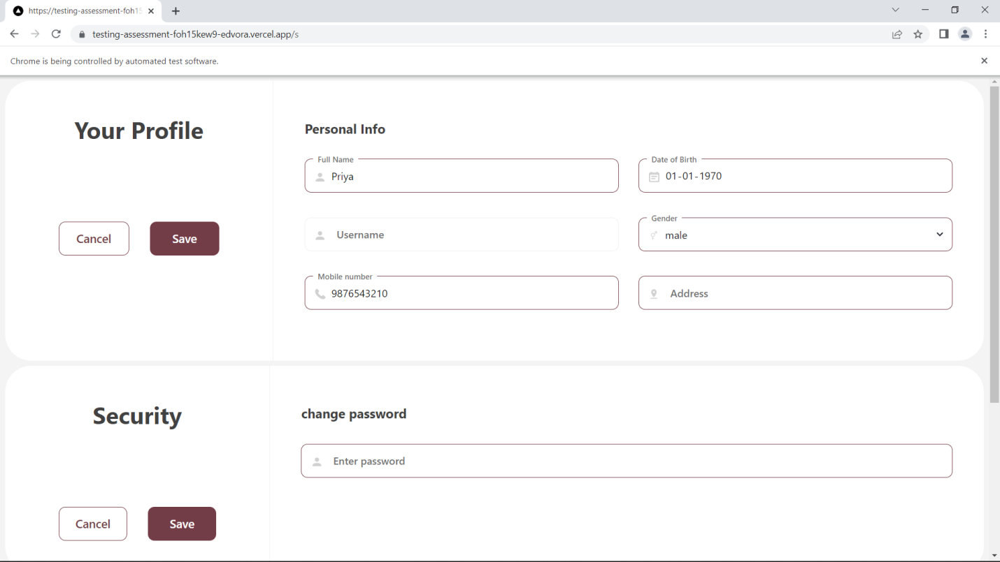 https://testing-assessment-foh15
testing-assessment-foh15kew9-edvora.vercel.app/s
Chrome is being controlled by automated test software.
Your Profile
Cancel
Save
Personal Info
Full Name
Priya
Date of Birth
01-01-1970
Username
Gender
male
Mobile number
9876543210
Address
Security
Cancel
Save
change password
Enter password